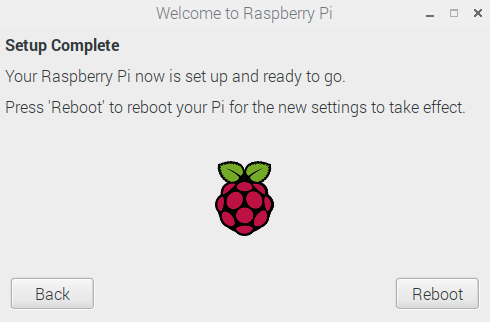 Welcome to Raspberry Pi
Setup Complete
Your Raspberry Pi now is set up and ready to go.
Press 'Reboot' to reboot your Pi for the new settings to take effect.
Back
Reboot